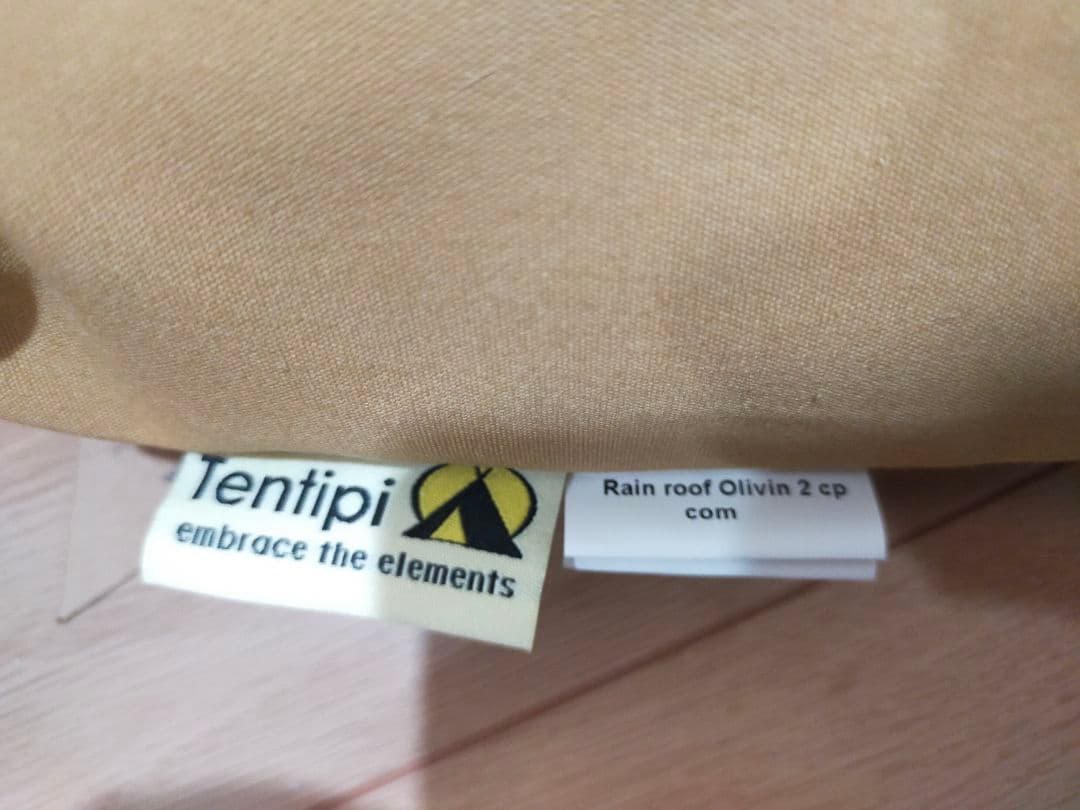 Tentipi
embrace the elements
Rain roof Olivin 2 cp
com